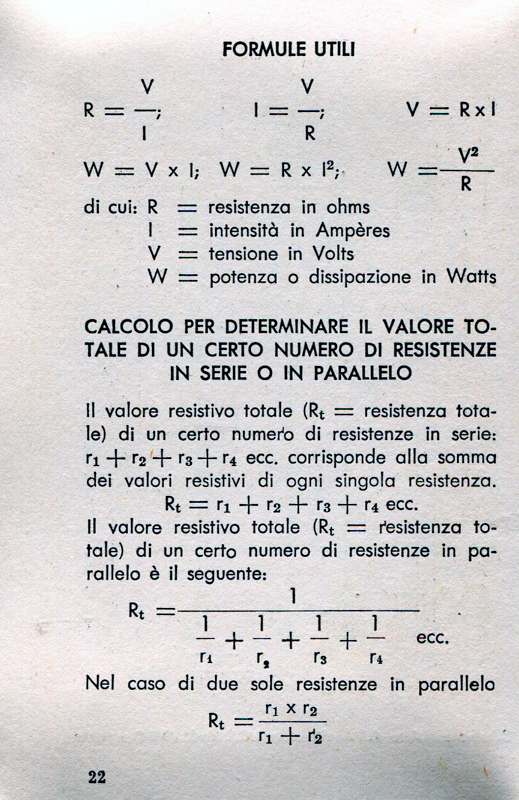 FORMULE UTILI
R = V/I; I = V/R; V = R x I
W = V x I; W = R x I²; W = V²/R
di cui: R = resistenza in ohms
I = intensità in Ampères
V = tensione in Volts
W = potenza o dissipazione in Watts
CALCOLO PER DETERMINARE IL VALORE TO-
TALE DI UN CERTO NUMERO DI RESISTENZE
IN SERIE O IN PARALLELO
Il valore resistivo totale (Rt = resistenza tota-
le) di un certo numero di resistenze in serie:
r1 + r2 + r3 + r4 ecc. corrisponde alla somma
dei valori resistivi di ogni singola resistenza.
Rt = r1 + r2 + r3 + r4 ecc.
Il valore resistivo totale (Rt = resistenza to-
tale) di un certo numero di resistenze in pa-
rallelo è il seguente:
1
Rt = ―――
1 1 1 1
― + ― + ― + ― ecc.
r1 r2 r3 r4
Nel caso di due sole resistenze in parallelo
r1 x r2
Rt = ―――
r1 + r2
22